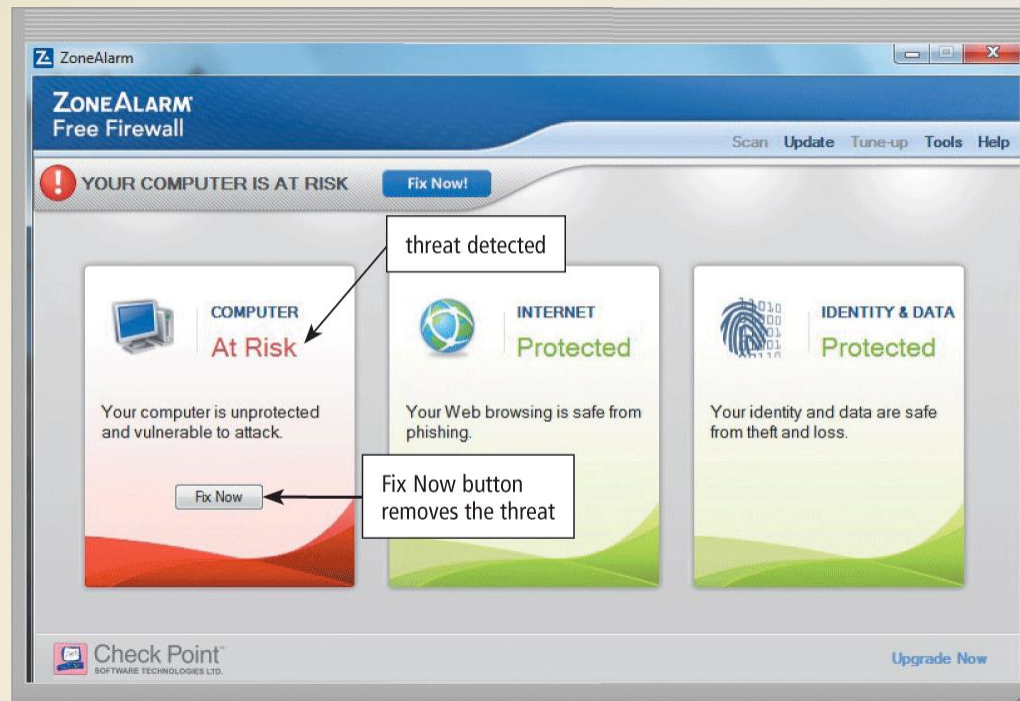 ZoneAlarm
ZONEALARM
Free Firewall
Scan Update Tune-up Tools Help
YOUR COMPUTER IS AT RISK Fix Now!
threat detected
COMPUTER
At Risk
Your computer is unprotected
and vulnerable to attack.
Fix Now
INTERNET
Protected
Your Web browsing is safe from
phishing.
Fix Now button
removes the threat
IDENTITY & DATA
Protected
Your identity and data are safe
from theft and loss.
Check Point
SOFTWARE TECHNOLOGIES LTD.
Upgrade Now